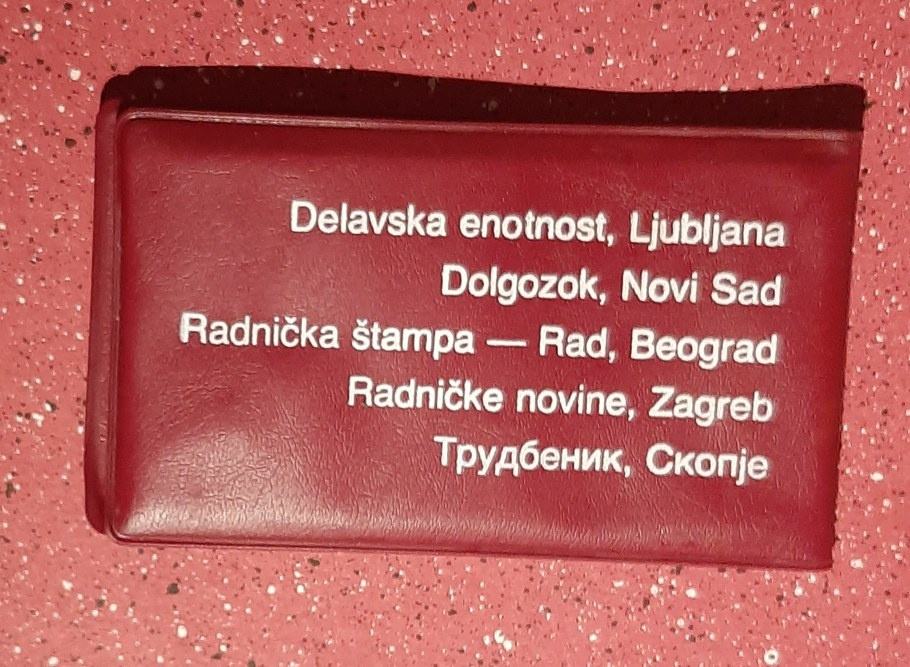 Delavska enotnost, Ljubljana
Dolgozok, Novi Sad
Radnička štampa — Rad, Beograd
Radničke novine, Zagreb
Трудбеник, Скопје